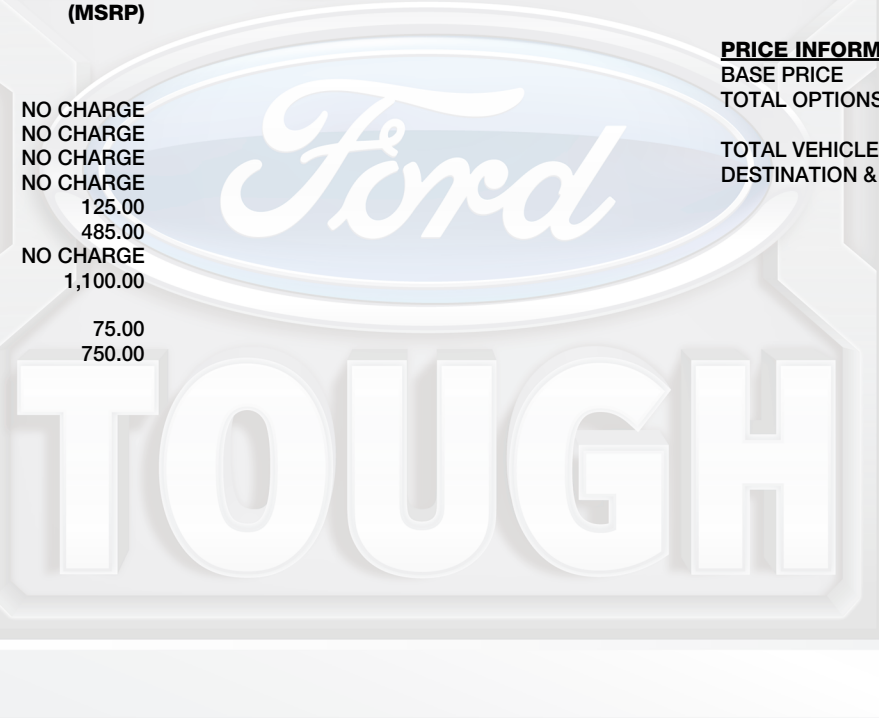 (MSRP)
NO CHARGE
NO CHARGE
NO CHARGE
NO CHARGE
125.00
485.00
NO CHARGE
1,100.00
75.00
750.00
PRICE INFORM
BASE PRICE
TOTAL OPTIONS
TOTAL VEHICLE
DESTINATION &
Ford
TOUGH